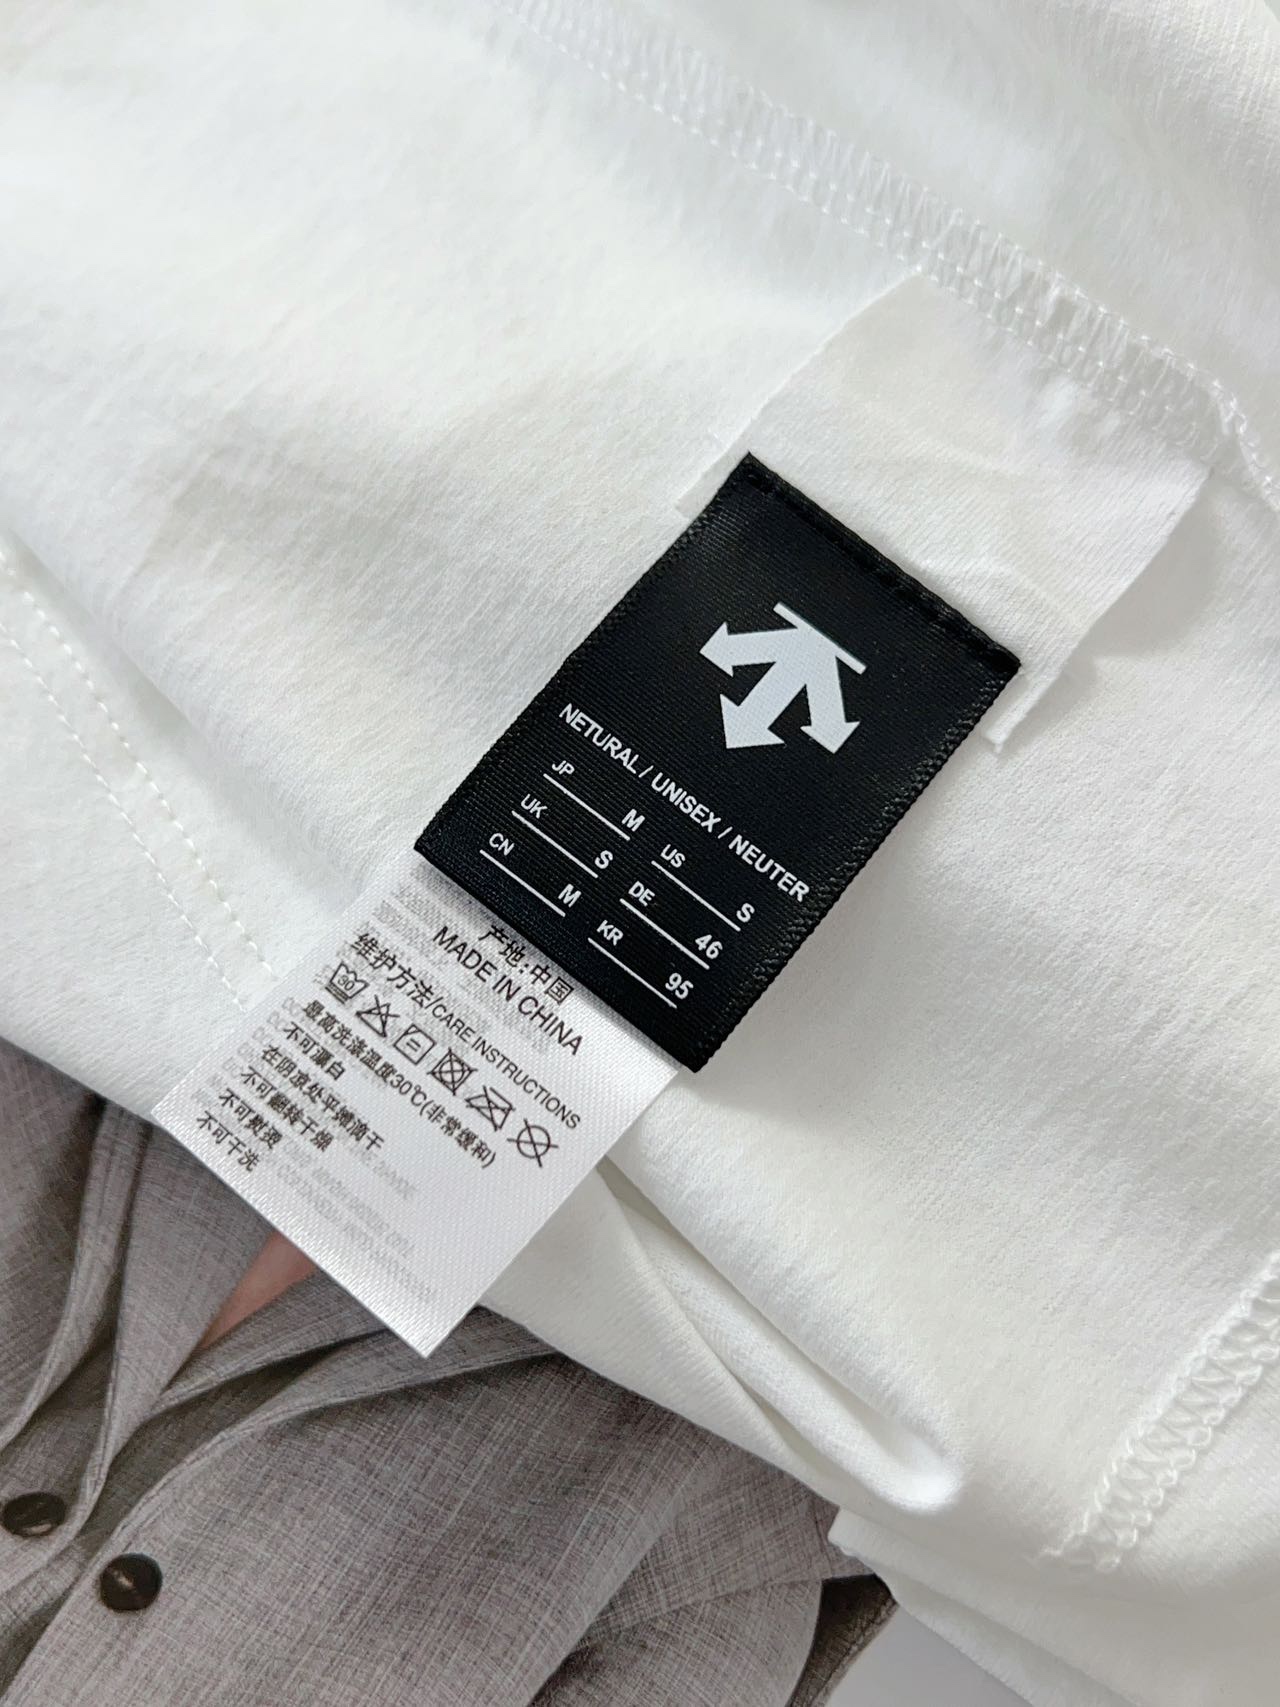 NETURAL / UNISEX / NEUTER
JP M US S
UK S DE 46
CN M KR 95
产地:中国
MADE IN CHINA
维护方法/CARE INSTRUCTIONS
30
最高洗涤温度30℃(非常缓和)
不可漂白
在阴凉处平摊滴干
不可翻转干燥
不可熨烫
不可干洗